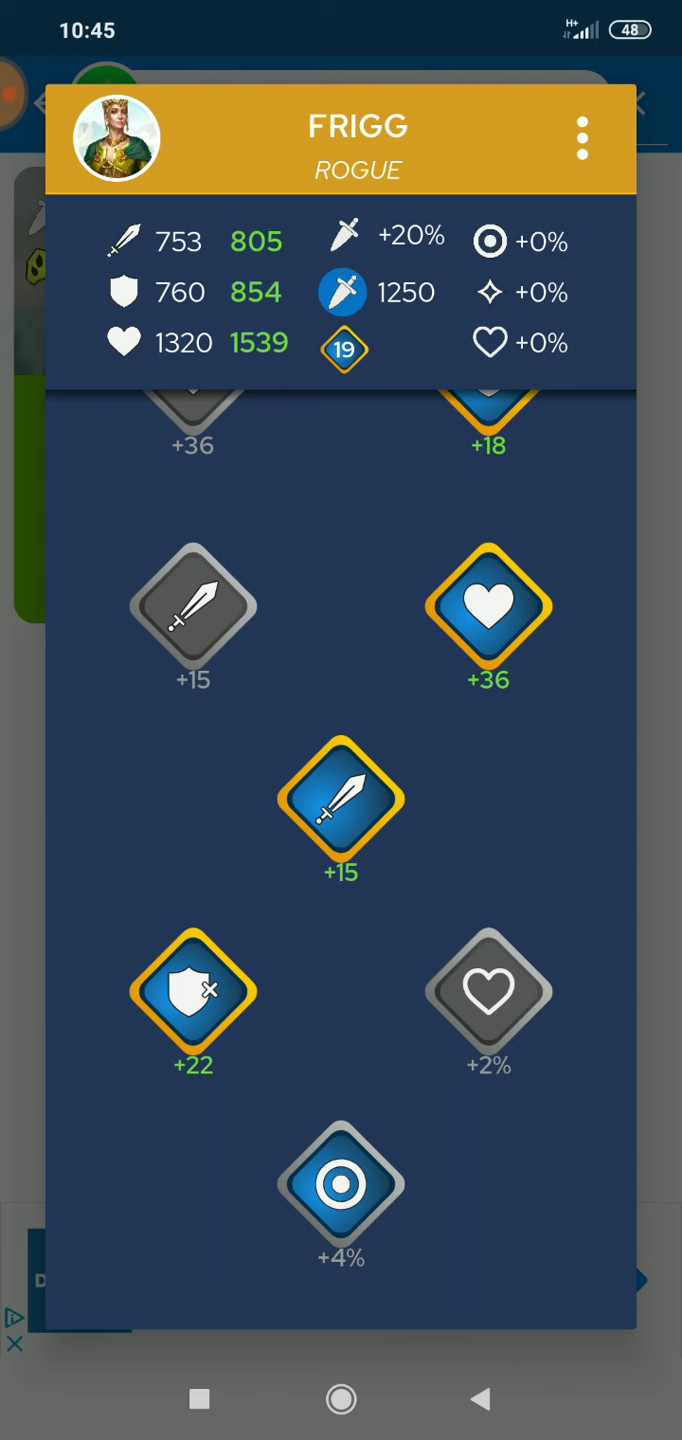 10:45
H+
48
FRIGG
ROGUE
753 805 +20% +0%
760 854 1250 +0%
1320 1539 19 +0%
+36 +18
+15 +36
+15
+22 +2%
+4%
D